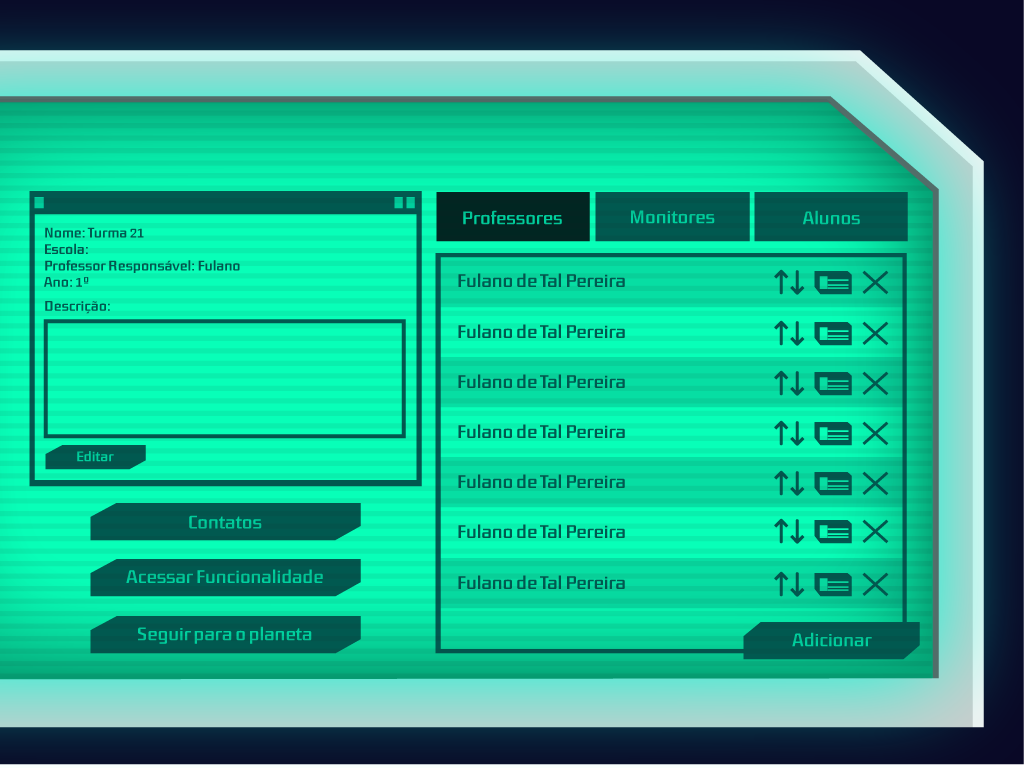 Nome: Turma 21
Escola:
Professor Responsável: Fulano
Ano: 1º
Descrição:
Editar
Contatos
Acessar Funcionalidade
Seguir para o planeta
Professores
Monitores
Alunos
Fulano de Tal Pereira
Fulano de Tal Pereira
Fulano de Tal Pereira
Fulano de Tal Pereira
Fulano de Tal Pereira
Fulano de Tal Pereira
Fulano de Tal Pereira
Adicionar